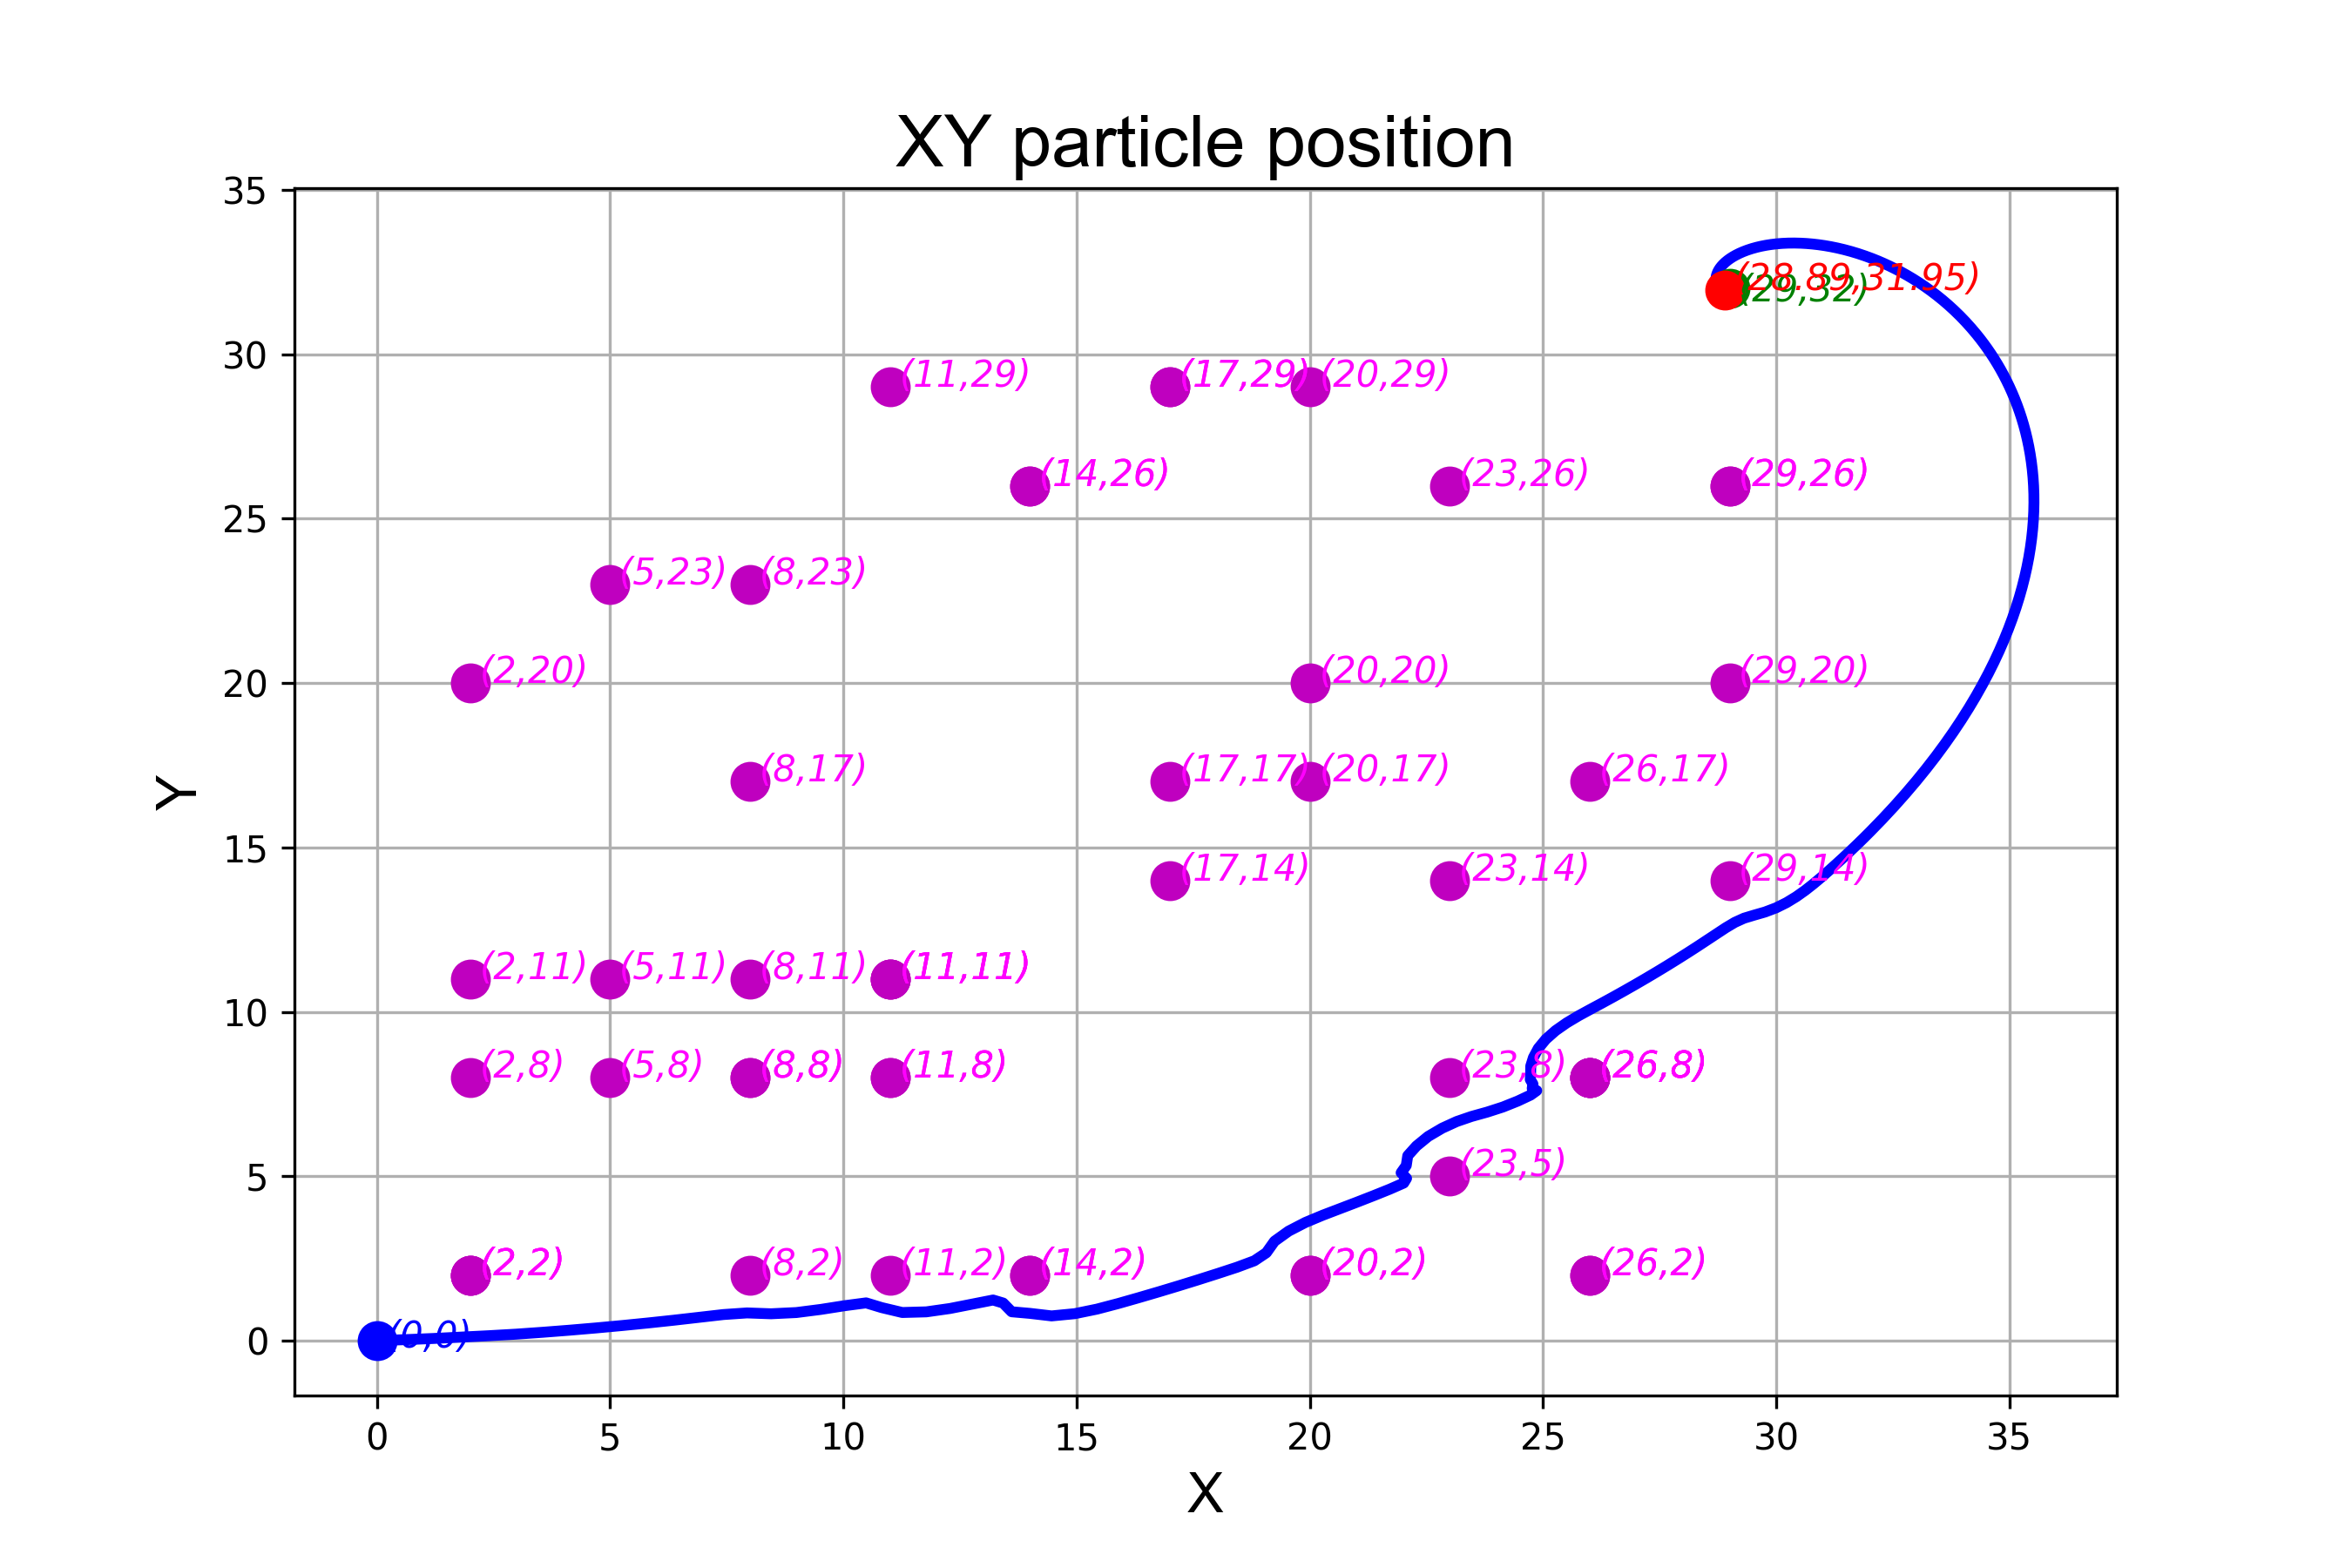 XY particle position
35
(28.89,31.95)
(29,32)
30
(11,29) (17,29) (20,29)
(14,26) (23,26) (29,26)
25
(5,23) (8,23)
20
(2,20) (20,20) (29,20)
(8,17) (17,17) (20,17) (26,17)
Y
15
(17,14) (23,14) (29,14)
(2,11) (5,11) (8,11) (11,11)
10
(2,8) (5,8) (8,8) (11,8) (23,8) (26,8)
5
(23,5)
(2,2) (8,2) (11,2) (14,2) (20,2) (26,2)
0
(0,0)
0 5 10 15 20 25 30 35
X